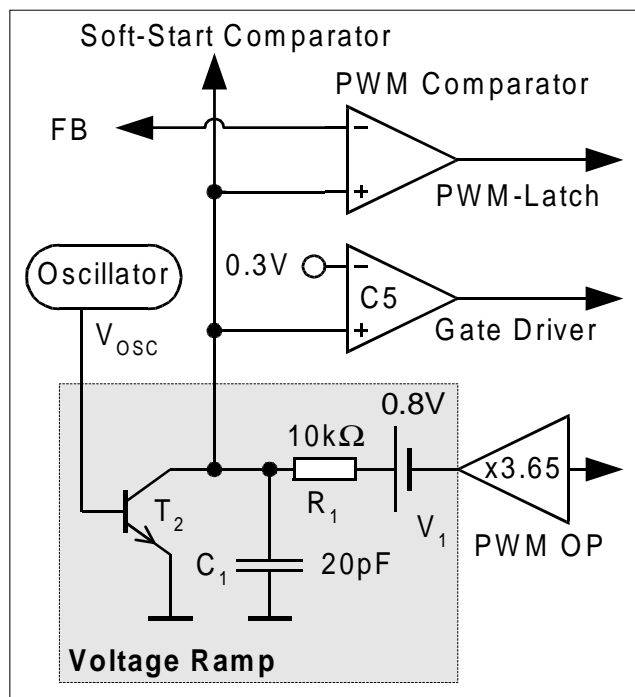 Soft-Start Comparator
PWM Comparator
FB
PWM-Latch
Oscillator
0.3V
C5
VOSC
Gate Driver
0.8V
10kΩ
x3.65
T2
R1
V1
PWM OP
C1
20pF
Voltage Ramp